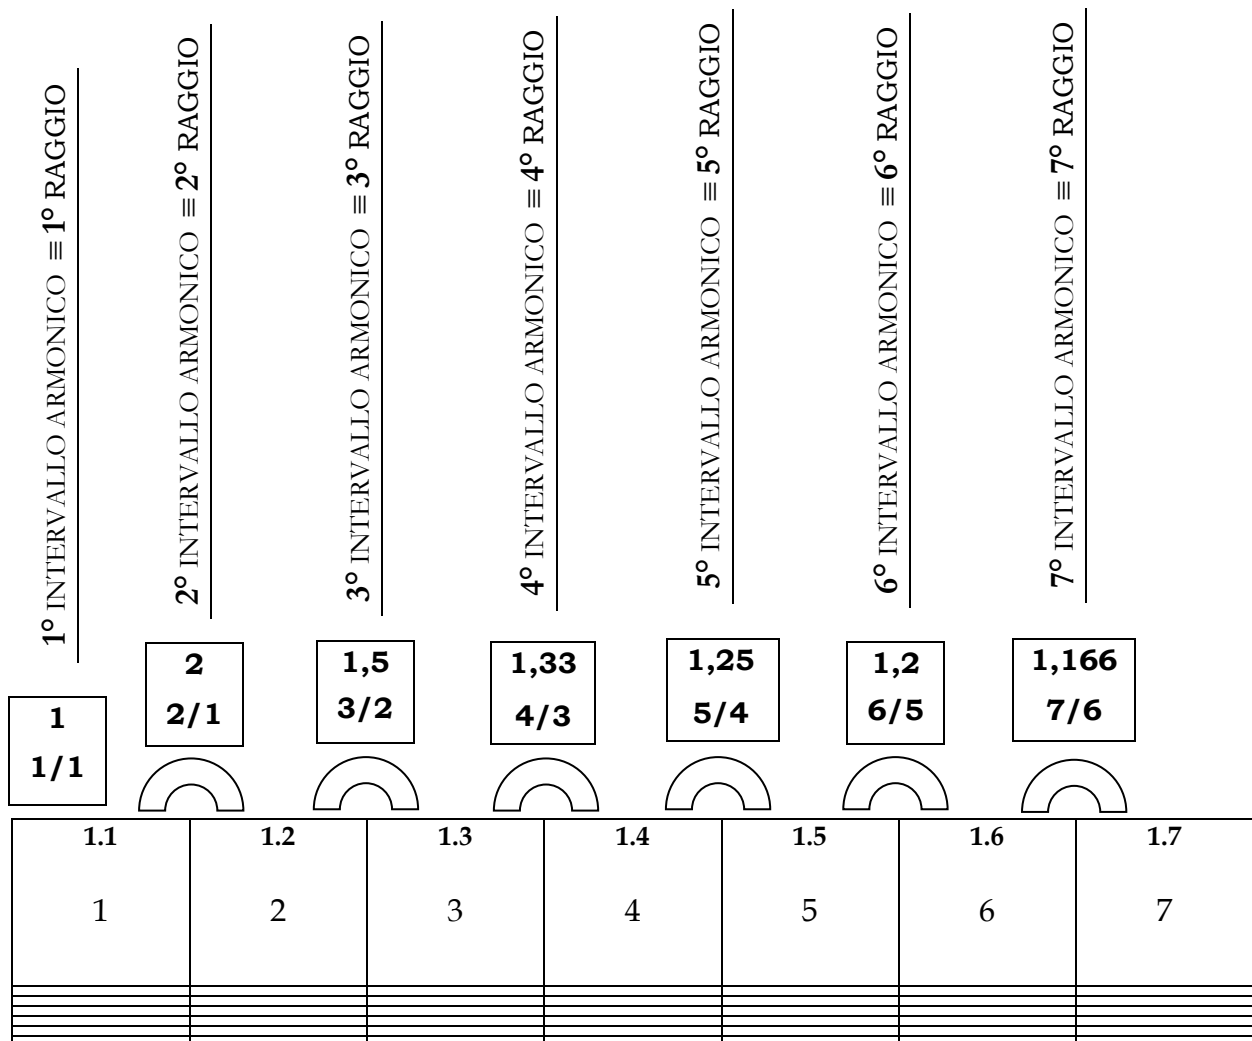 1° INTERVALLO ARMONICO ≡ 1° RAGGIO
2° INTERVALLO ARMONICO ≡ 2° RAGGIO
3° INTERVALLO ARMONICO ≡ 3° RAGGIO
4° INTERVALLO ARMONICO ≡ 4° RAGGIO
5° INTERVALLO ARMONICO ≡ 5° RAGGIO
6° INTERVALLO ARMONICO ≡ 6° RAGGIO
7° INTERVALLO ARMONICO ≡ 7° RAGGIO
1
1/1
2
2/1
1,5
3/2
1,33
4/3
1,25
5/4
1,2
6/5
1,166
7/6
1.1 1.2 1.3 1.4 1.5 1.6 1.7
1 2 3 4 5 6 7